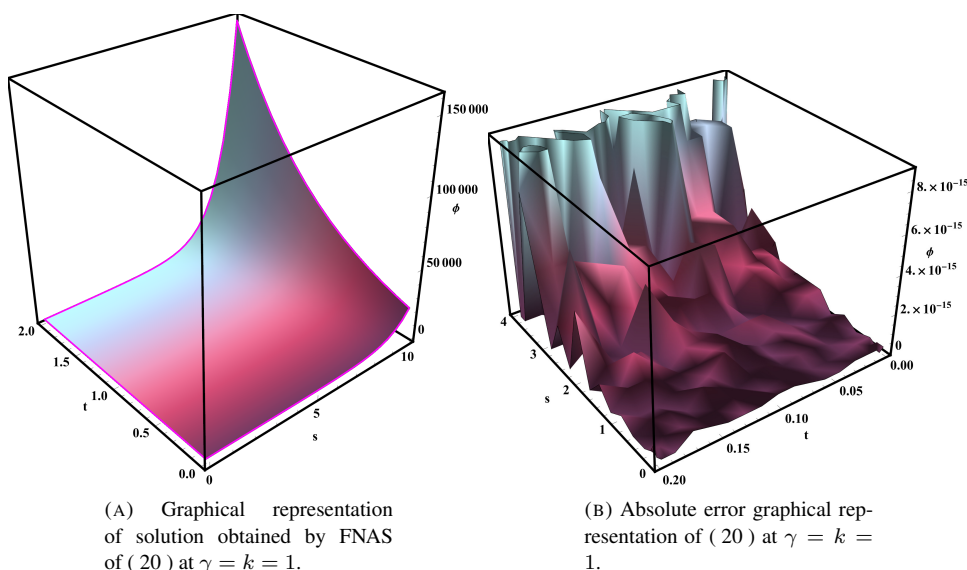 150 000
100 000
ϕ
50 000
0
10
5
s
0
2.0
1.5
1.0
t
0.5
0.0
8. × 10⁻¹⁵
6. × 10⁻¹⁵
ϕ
4. × 10⁻¹⁵
2. × 10⁻¹⁵
0
0.00
0.05
0.10
t
0.15
0.20
4
3
s
2
1
0
(A) Graphical representation
of solution obtained by FNAS
of ( 20 ) at γ = k = 1.
(B) Absolute error graphical rep-
resentation of ( 20 ) at γ = k =
1.